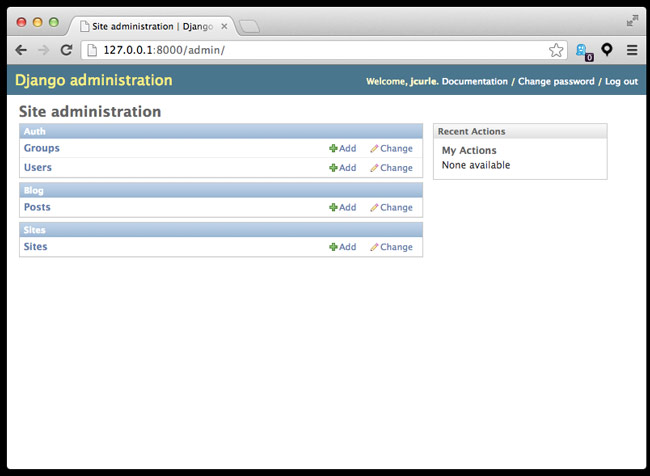 Site administration | Djang
127.0.0.1:8000/admin/
0
Django administration
Welcome, jcurle. Documentation / Change password / Log out
Site administration
Auth
Groups Add Change
Users Add Change
Blog
Posts Add Change
Sites
Sites Add Change
Recent Actions
My Actions
None available